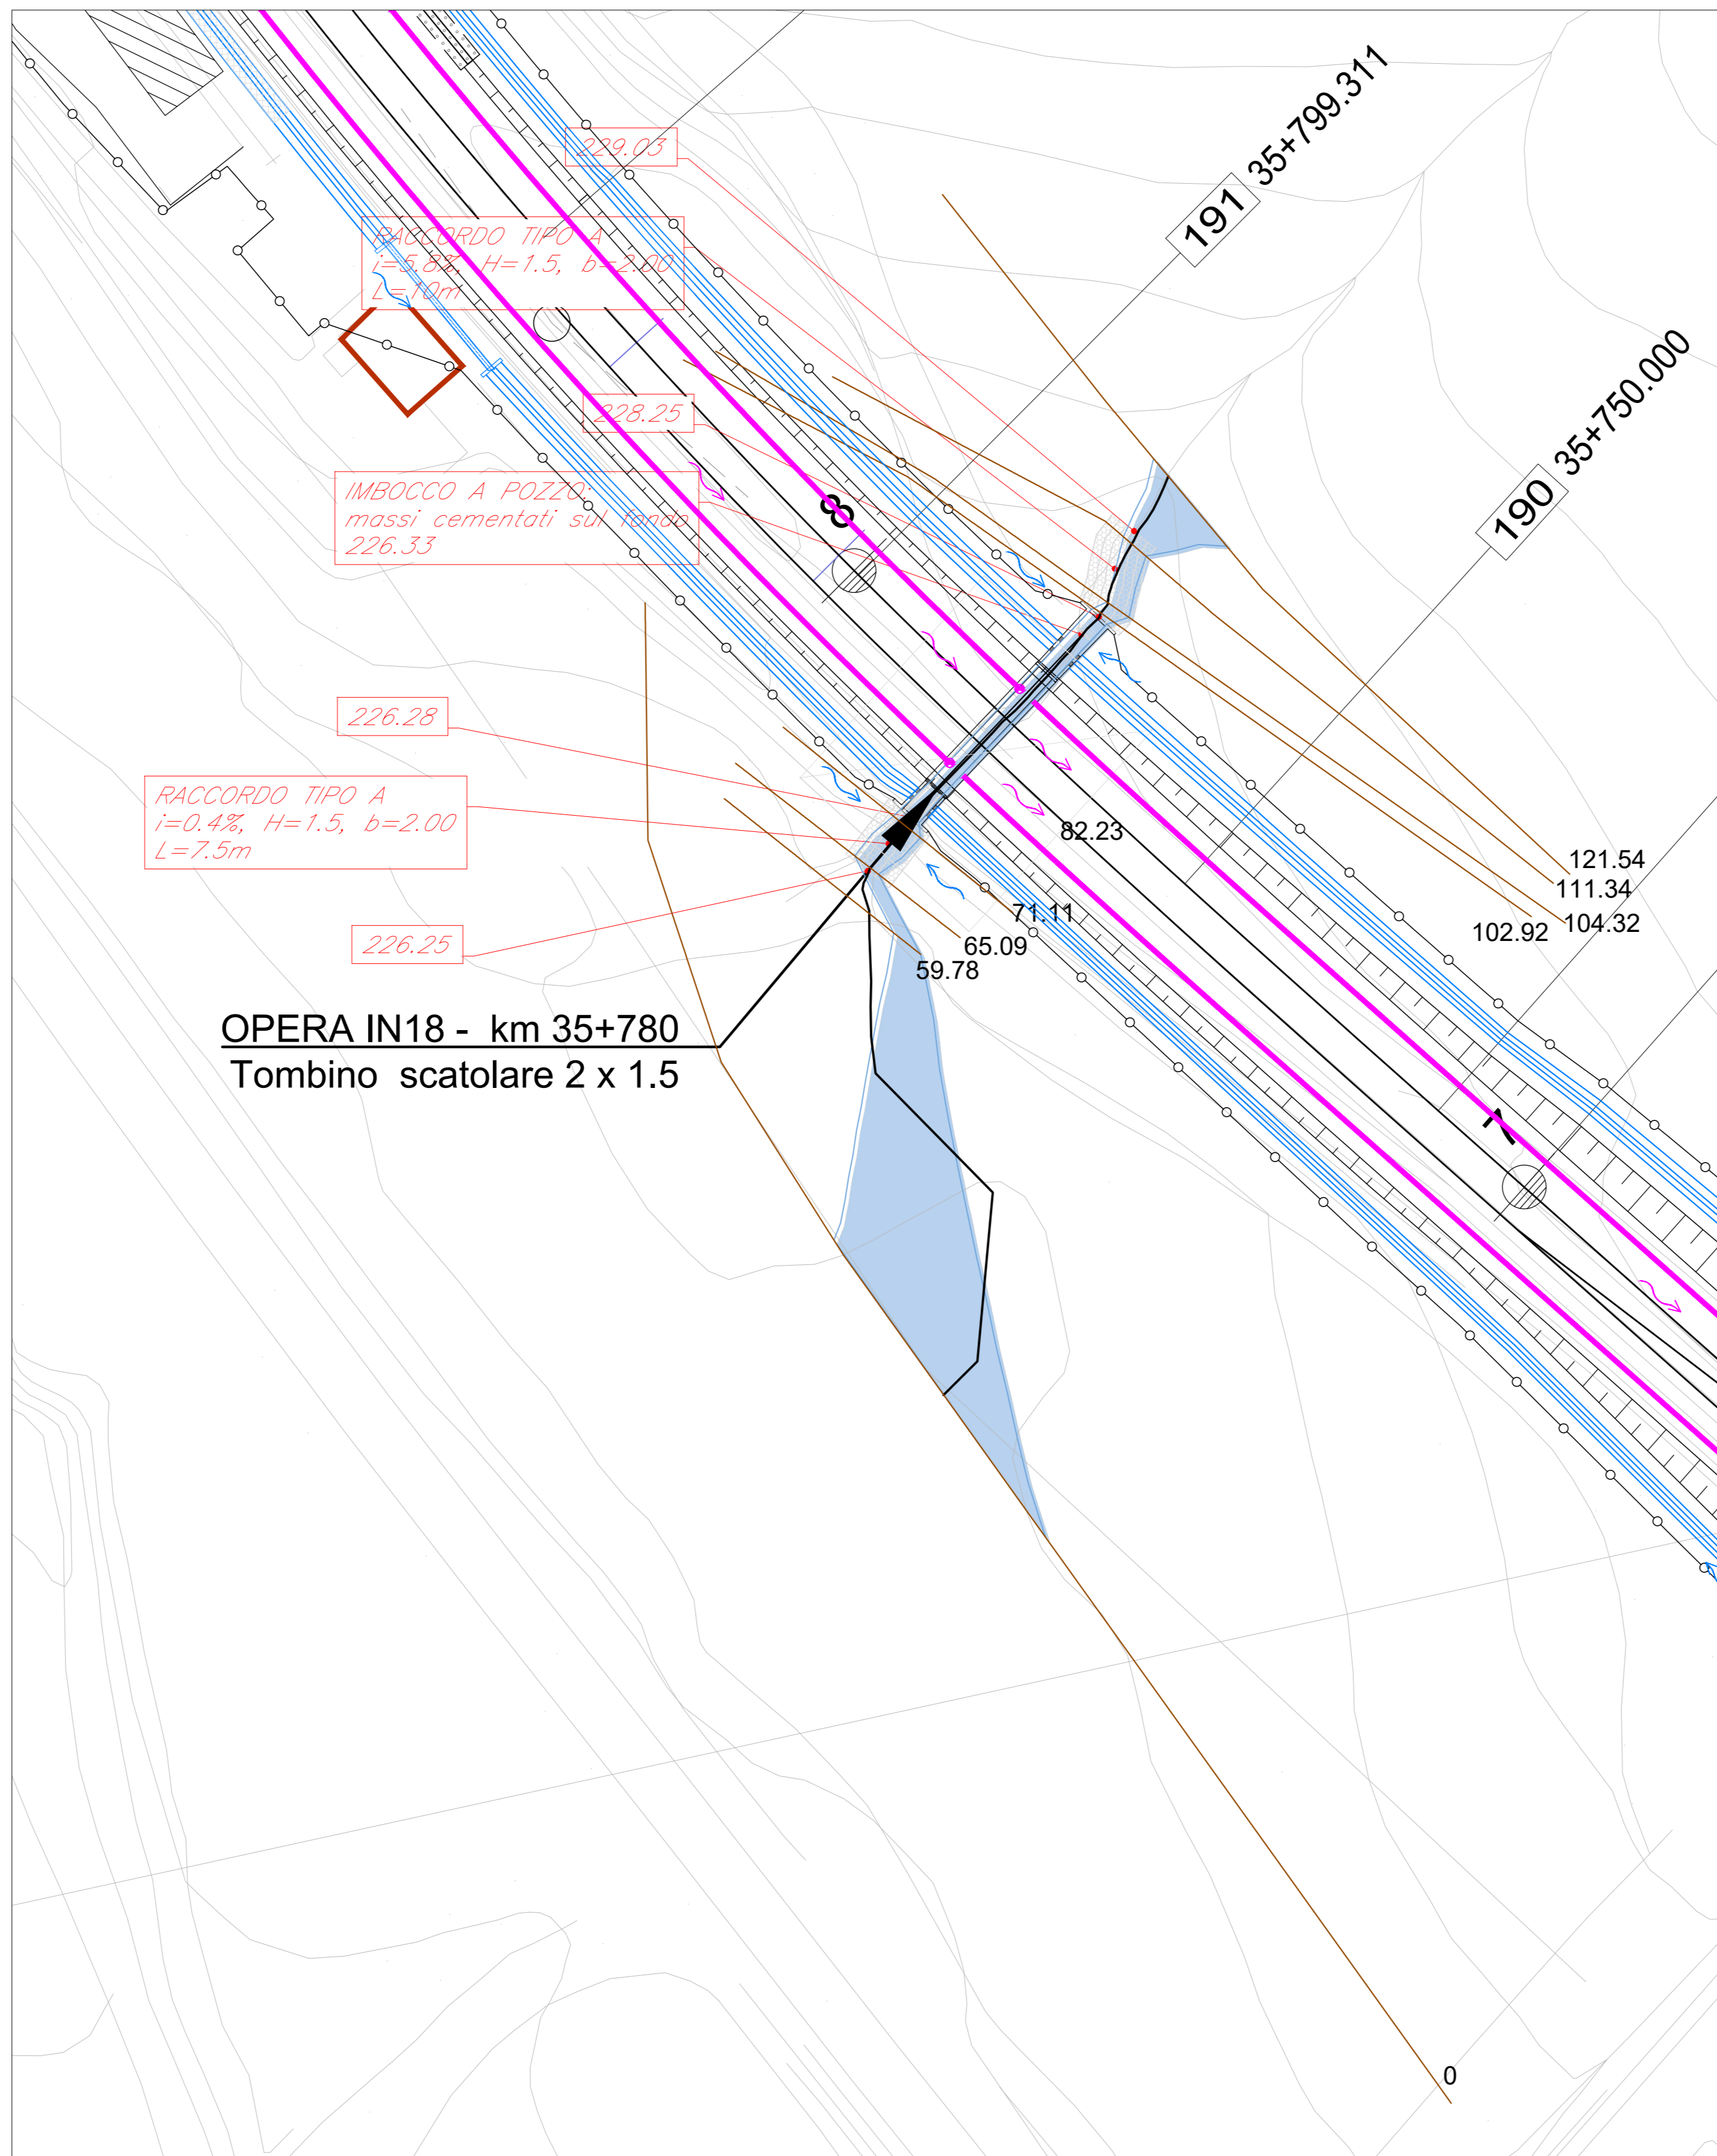 229.03
RACCORDO TIPO A
i=5.8%, H=1.5, b=2.00
L=10m
228.25
IMBOCCO A POZZO:
massi cementati sul fondo
226.33
226.28
RACCORDO TIPO A
i=0.4%, H=1.5, b=2.00
L=7.5m
226.25
OPERA IN18 - km 35+780
Tombino scatolare 2 x 1.5
191 35+799.311
190 35+750.000
8
7
82.23
71.11
65.09
59.78
121.54
111.34
104.32
102.92
0